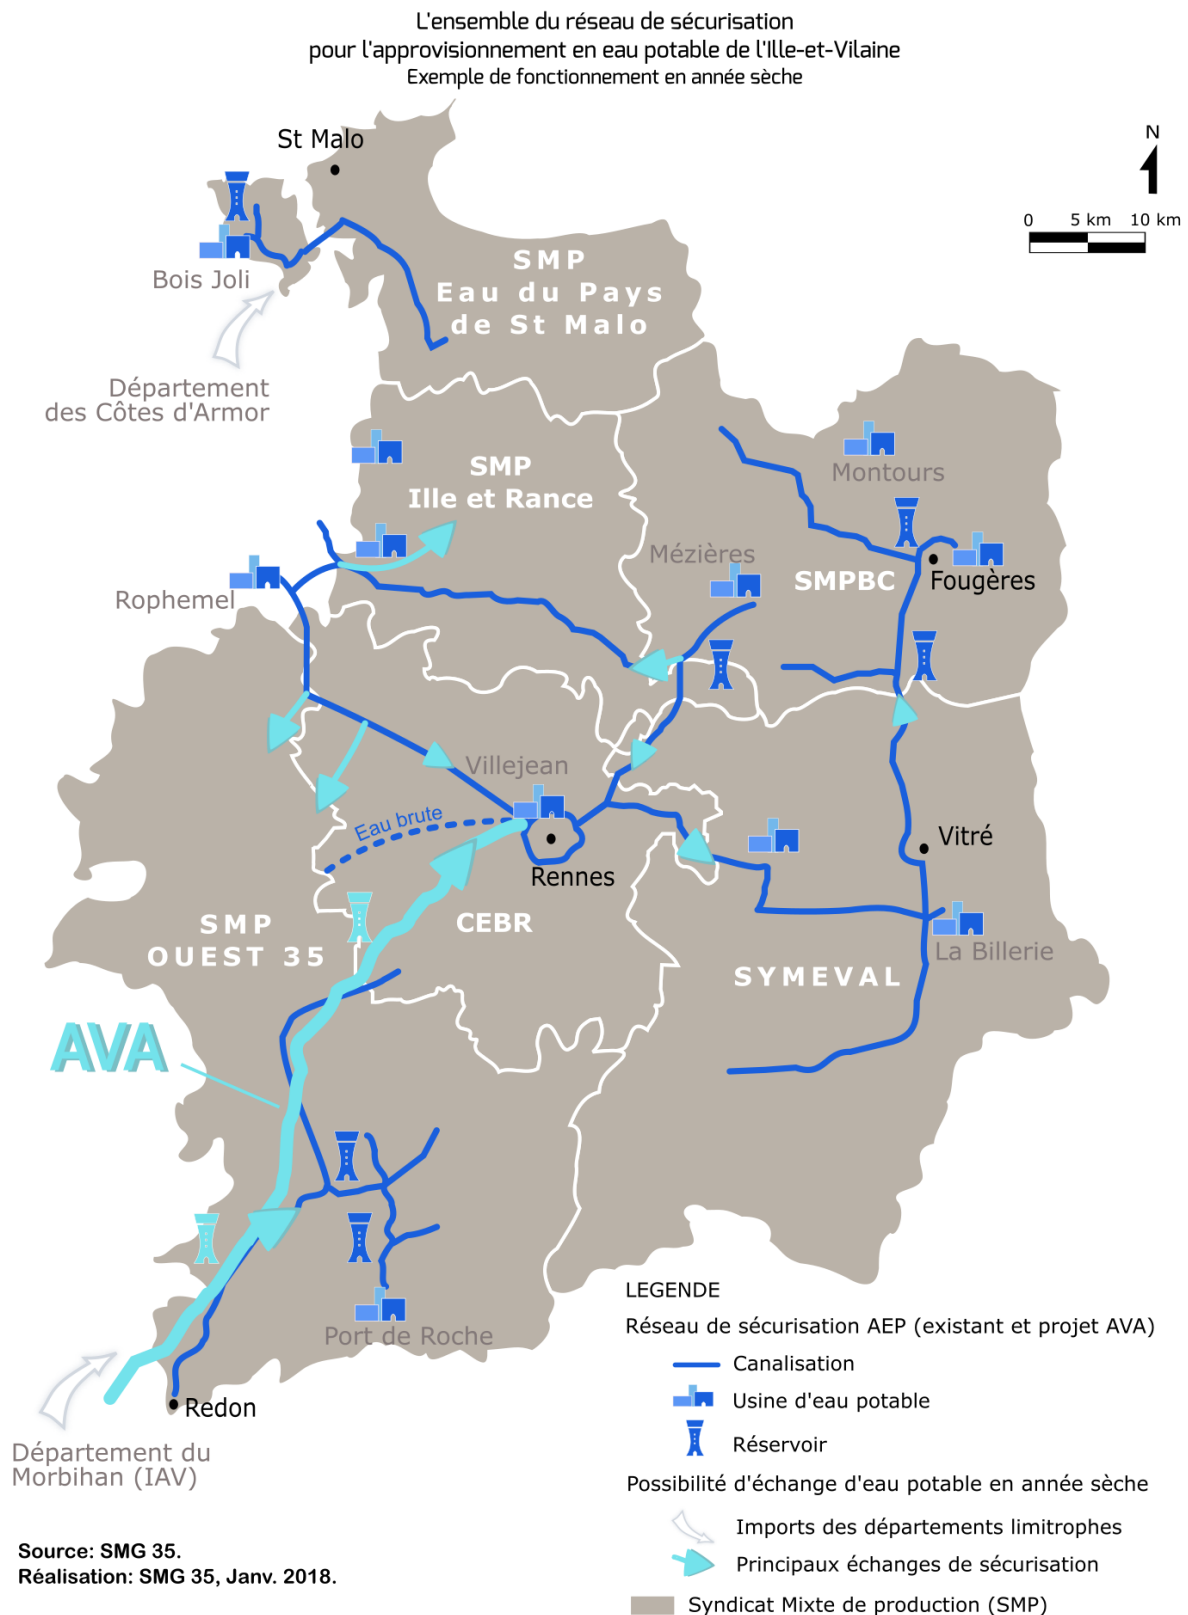 L'ensemble du réseau de sécurisation
pour l'approvisionnement en eau potable de l'Ille-et-Vilaine
Exemple de fonctionnement en année sèche
N
0 5 km 10 km
St Malo
Bois Joli
SMP
Eau du Pays
de St Malo
Département
des Côtes d'Armor
SMP
Ille et Rance
Montours
Mézières
SMPBC
Fougères
Rophemel
Villejean
Eau brute
Rennes
Vitré
SMP
OUEST 35
CEBR
La Billerie
SYMEVAL
AVA
Port de Roche
Redon
Département du
Morbihan (IAV)
LEGENDE
Réseau de sécurisation AEP (existant et projet AVA)
Canalisation
Usine d'eau potable
Réservoir
Possibilité d'échange d'eau potable en année sèche
Imports des départements limitrophes
Principaux échanges de sécurisation
Syndicat Mixte de production (SMP)
Source: SMG 35.
Réalisation: SMG 35, Janv. 2018.